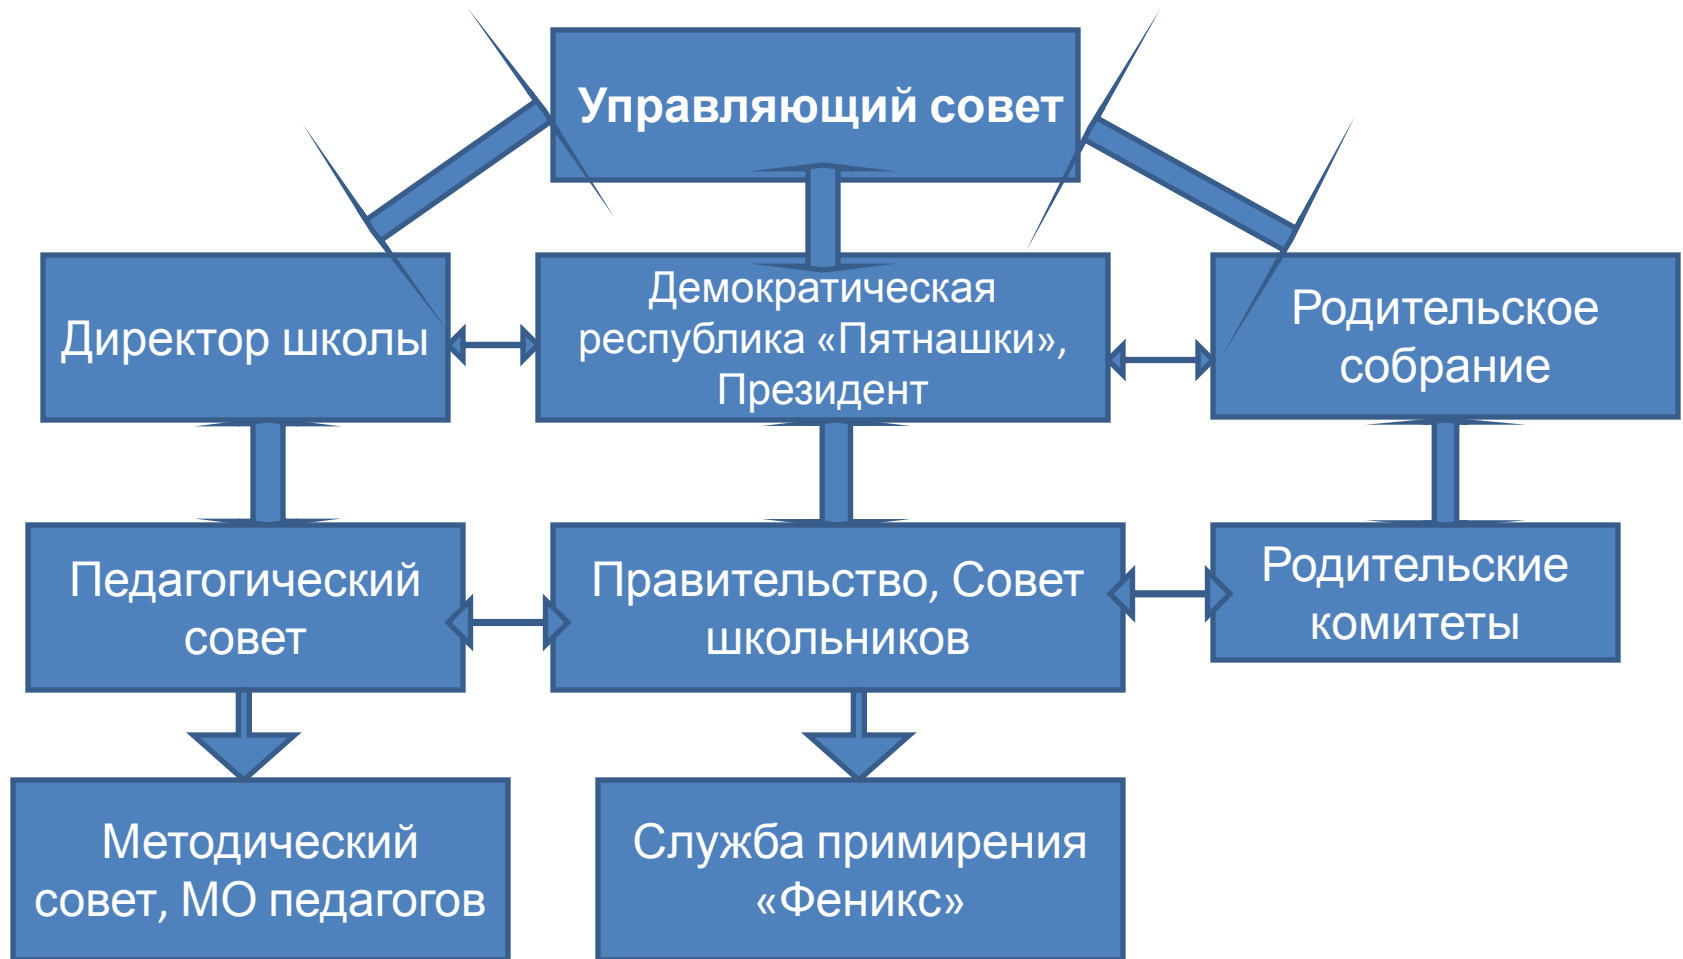 Управляющий совет
Директор школы
Демократическая
республика «Пятнашки»,
Президент
Родительское
собрание
Педагогический
совет
Правительство, Совет
школьников
Родительские
комитеты
Методический
совет, МО педагогов
Служба примирения
«Феникс»